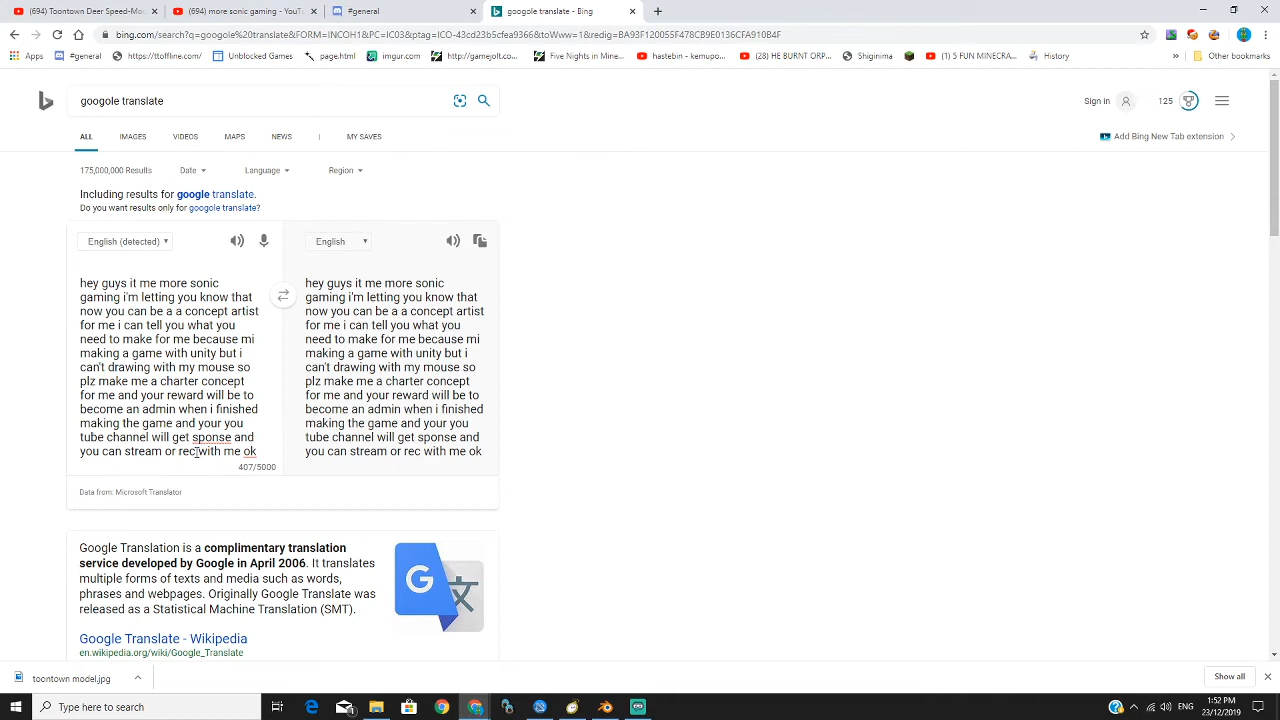 (694) Toontown Deer Speed-Mod
(694) more sonic gaming - YouTu
#general
googole translate - Bing
bing.com/search?q=googole%20translate&FORM=INCOH1&PC=IC03&ptag=ICO-43cd23b5cfea9366&toWww=1&redig=BA93F120055F478CB9E0136CFA910B4F
Apps
#general
https://ttoffline.com/
Unblocked Games
srage.html
imgur.com
http://gamejolt.co...
Five Nights in Mine...
hastebin - kemupo...
(28) HE BURNT ORP...
Shiginima
(1) 5 FUN MINECRA...
History
»
Other bookmarks
googole translate
Sign in
125
ALL
IMAGES
VIDEOS
MAPS
NEWS
MY SAVES
Add Bing New Tab extension
175,000,000 Results
Date
Language
Region
Including results for google translate.
Do you want results only for googole translate?
English (detected)
English
hey guys it me more sonic
gaming i'm letting you know that
now you can be a a concept artist
for me i can tell you what you
need to make for me because mi
making a game with unity but i
can't drawing with my mouse so
plz make me a charter concept
for me and your reward will be to
become an admin when i finished
making the game and your you
tube channel will get sponse and
you can stream or rec with me ok
407/5000
hey guys it me more sonic
gaming i'm letting you know that
now you can be a a concept artist
for me i can tell you what you
need to make for me because mi
making a game with unity but i
can't drawing with my mouse so
plz make me a charter concept
for me and your reward will be to
become an admin when i finished
making the game and your you
tube channel will get sponse and
you can stream or rec with me ok
Data from: Microsoft Translator
Google Translation is a complimentary translation
service developed by Google in April 2006. It translates
multiple forms of texts and media such as words,
phrases and webpages. Originally Google Translate was
released as a Statistical Machine Translation (SMT).
Google Translate - Wikipedia
en.wikipedia.org/wiki/Google_Translate
toontown model.jpg
Show all
Type here to search
ENG
1:52 PM
23/12/2019